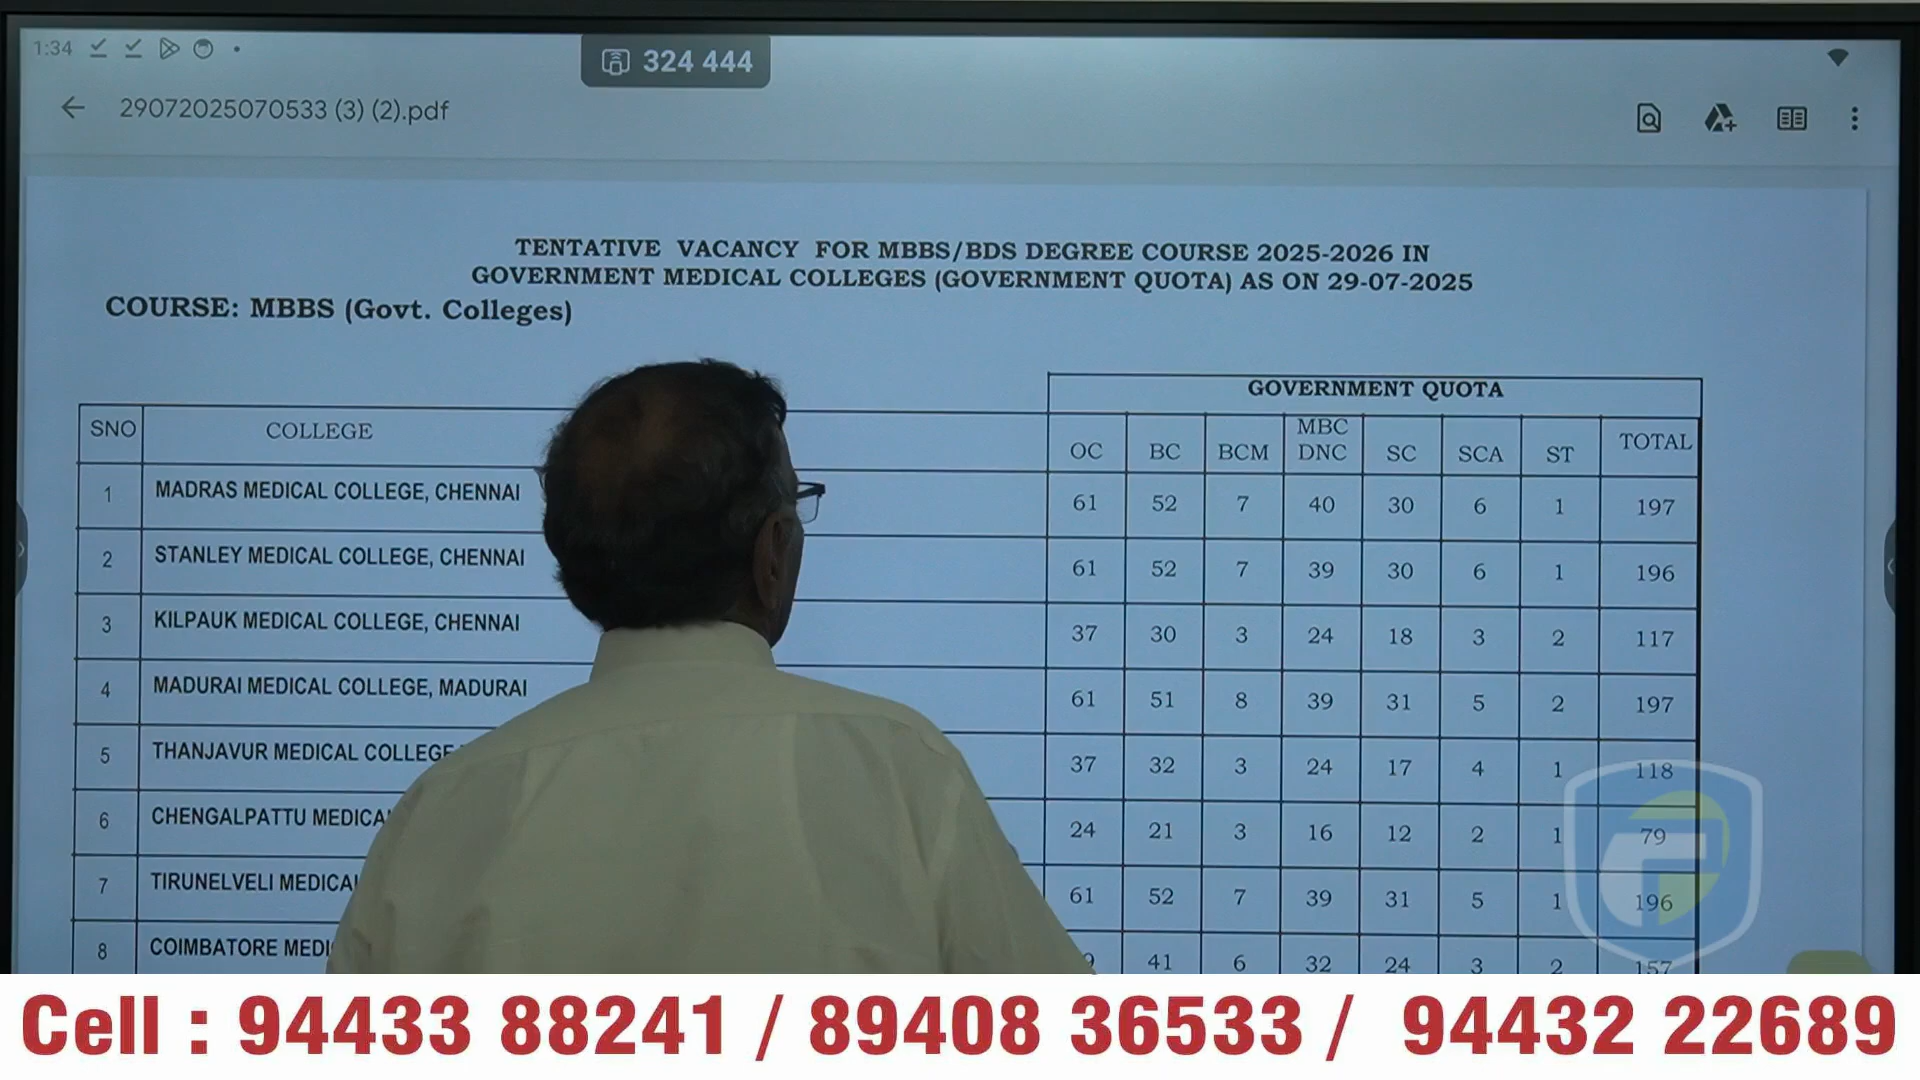 1:34
324 444
29072025070533 (3) (2).pdf
TENTATIVE VACANCY FOR MBBS/BDS DEGREE COURSE 2025-2026 IN
GOVERNMENT MEDICAL COLLEGES (GOVERNMENT QUOTA) AS ON 29-07-2025
COURSE: MBBS (Govt. Colleges)
GOVERNMENT QUOTA
SNO COLLEGE OC BC BCM MBC DNC SC SCA ST TOTAL
1 MADRAS MEDICAL COLLEGE, CHENNAI 61 52 7 40 30 6 1 197
2 STANLEY MEDICAL COLLEGE, CHENNAI 61 52 7 39 30 6 1 196
3 KILPAUK MEDICAL COLLEGE, CHENNAI 37 30 3 24 18 3 2 117
4 MADURAI MEDICAL COLLEGE, MADURAI 61 51 8 39 31 5 2 197
5 THANJAVUR MEDICAL COLLEGE 37 32 3 24 17 4 1 118
6 CHENGALPATTU MEDICAL 24 21 3 16 12 2 1 79
7 TIRUNELVELI MEDICAL 61 52 7 39 31 5 1 196
8 COIMBATORE MEDI 41 6 32 24 3 2 157
Cell : 94433 88241 / 89408 36533 / 94432 22689